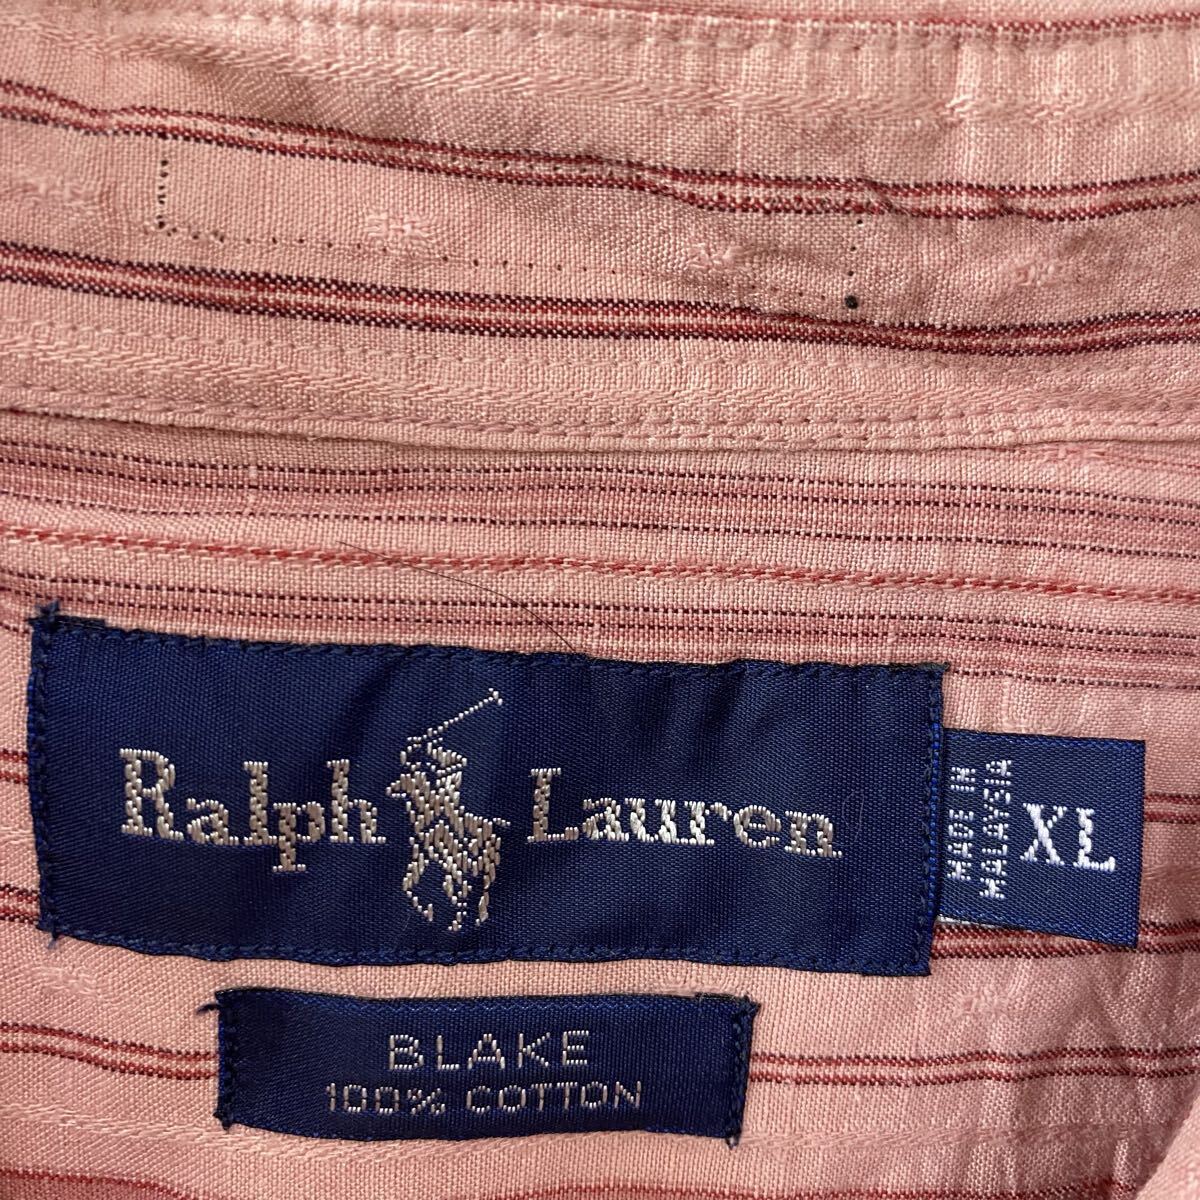 Ralph Lauren
MADE IN
MALAYSIA
XL
BLAKE
100% COTTON